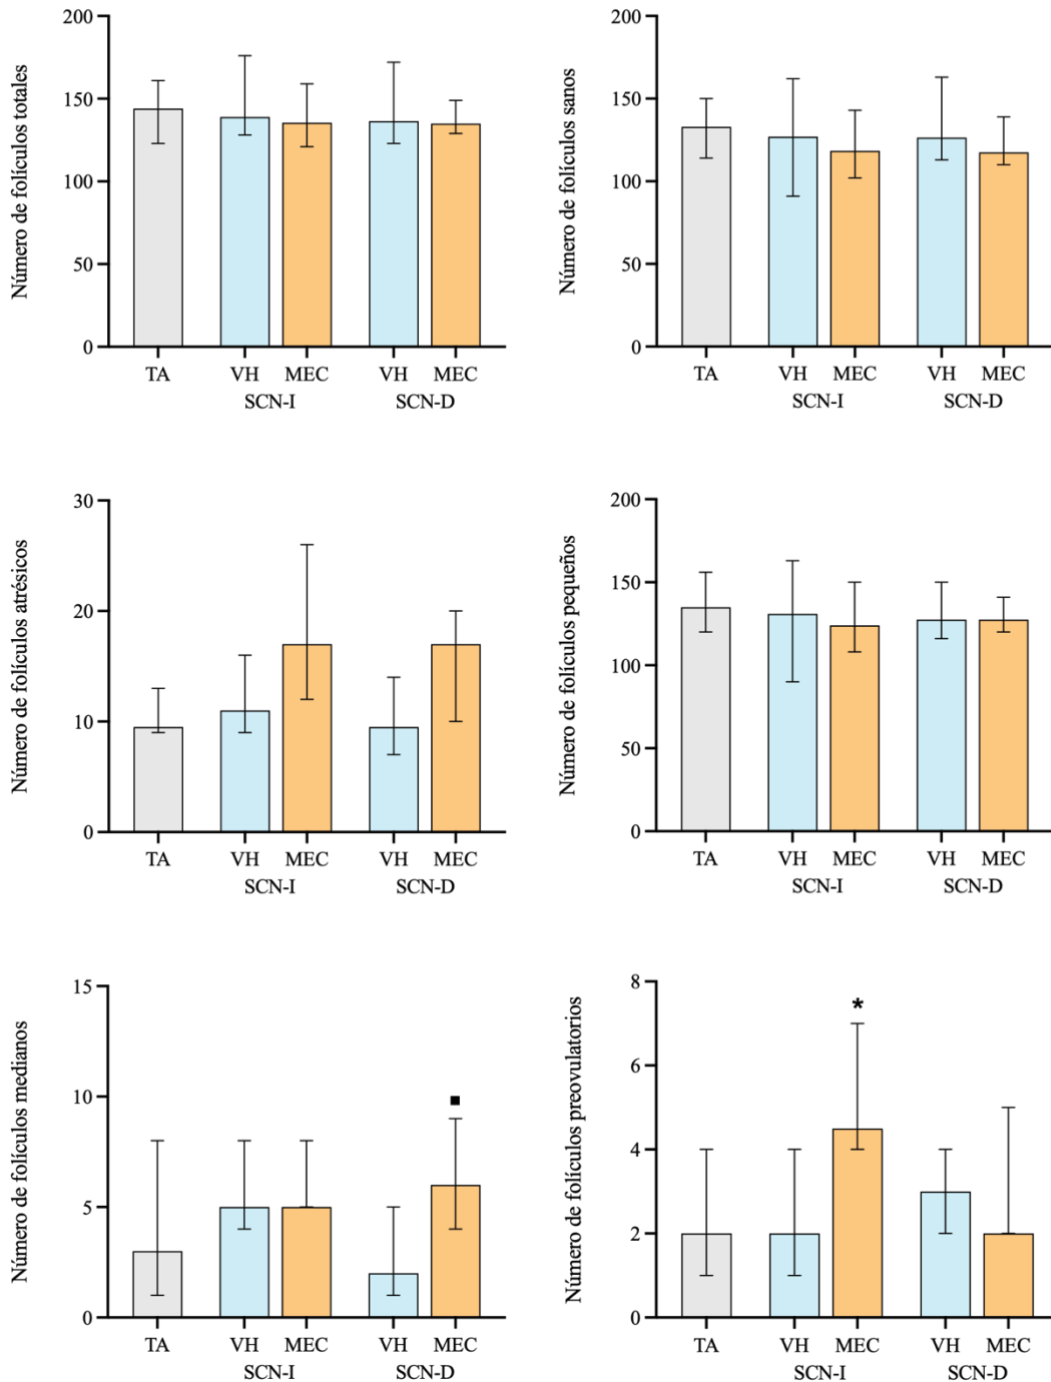 Número de folículos totales
200
150
100
50
0
TA VH MEC VH MEC
SCN-I SCN-D
Número de folículos sanos
200
150
100
50
0
TA VH MEC VH MEC
SCN-I SCN-D
Número de folículos atrésicos
30
20
10
0
TA VH MEC VH MEC
SCN-I SCN-D
Número de folículos pequeños
200
150
100
50
0
TA VH MEC VH MEC
SCN-I SCN-D
Número de folículos medianos
15
10
5
0
■
TA VH MEC VH MEC
SCN-I SCN-D
Número de folículos preovulatorios
8
6
4
2
0
*
TA VH MEC VH MEC
SCN-I SCN-D